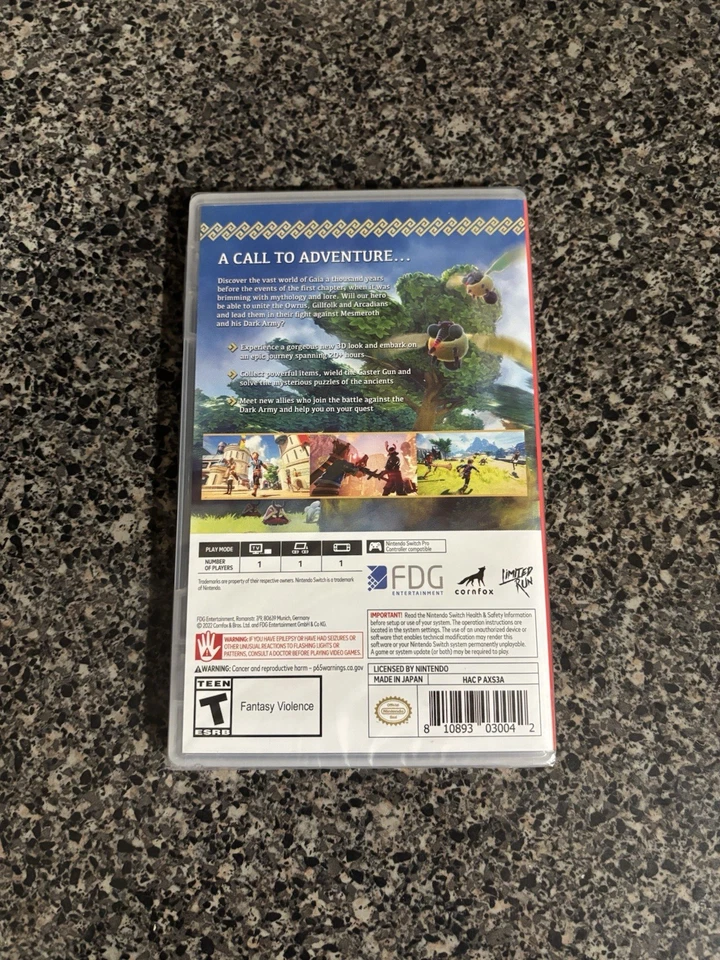 A CALL TO ADVENTURE...
Discover the vast world of Gaia a thousand years
before the events of the first chapter, when it was
brimming with mythology and lore. Will our hero
be able to unite the Owrus, Gillfolk and Arcadians
and lead them in their fight against Mesmeroth
and his Dark Army?
Experience a gorgeous new 3D look and embark on
an epic journey spanning 20+ hours
Collect powerful items, wield the Caster Gun and
solve the mysterious puzzles of the ancients
Meet new allies who join the battle against the
Dark Army and help you on your quest
PLAY MODE
TV
Nintendo Switch Pro
Controller compatible
NUMBER
OF PLAYERS
1
1
1
Trademarks are property of their respective owners. Nintendo Switch is a trademark
of Nintendo.
FDG
ENTERTAINMENT
cornfox
LIMITED
RUN
FDG Entertainment, Romanstr. 79, 80639 Munich, Germany
© 2022 Cornfox & Bros. Ltd. and FDG Entertainment GmbH & Co KG.
WARNING: IF YOU HAVE EPILEPSY OR HAVE HAD SEIZURES OR
OTHER UNUSUAL REACTIONS TO FLASHING LIGHTS OR
PATTERNS, CONSULT A DOCTOR BEFORE PLAYING VIDEO GAMES.
WARNING: Cancer and reproductive harm - p65warnings.ca.gov
IMPORTANT! Read the Nintendo Switch Health & Safety Information
before setup or use of your system. The operation instructions are
located in the system settings. The use of an unauthorized device or
software that enables technical modification may render this
software or your Nintendo Switch system permanently unplayable.
A game or system update (or both) may be required to play.
TEEN
T
ESRB
Fantasy Violence
LICENSED BY NINTENDO
MADE IN JAPAN
HAC P AXS3A
Official
Nintendo
Seal
8 10893 03004 2